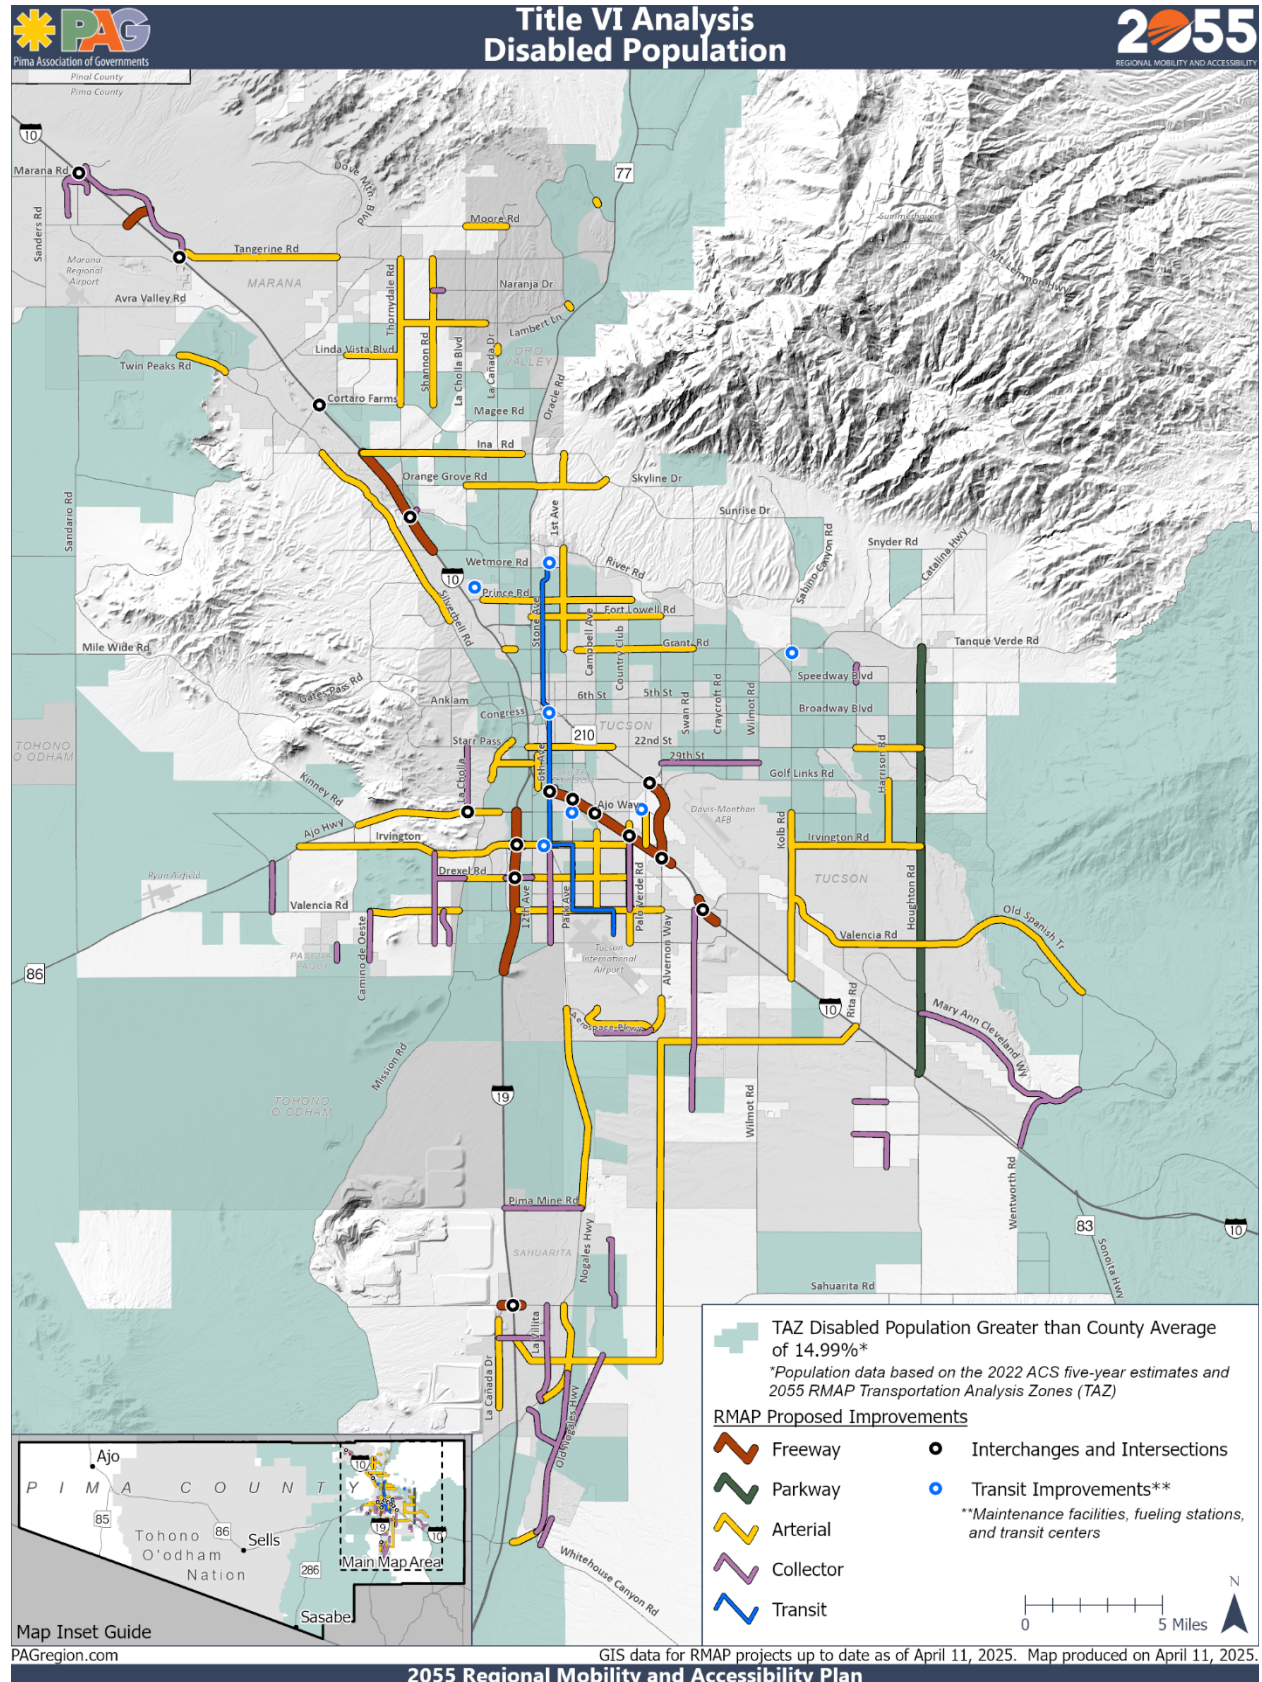 PAG
Pima Association of Governments
Title VI Analysis
Disabled Population
2055
REGIONAL MOBILITY AND ACCESSIBILITY
Pinal County
Pima County
10
Marana Rd
Sanders Rd
Dove Mtn. Blvd
77
Moore Rd
Summerhaven
Mt Lemmon Hwy
Tangerine Rd
Marana
Regional
Airport
MARANA
Avra Valley Rd
Thornydale Rd
Naranja Dr
Lambert Ln
Linda Vista Blvd
Shannon Rd
La Cholla Blvd
La Cañada Dr
ORO
VALLEY
Twin Peaks Rd
Oracle Rd
Cortaro Farms
Magee Rd
Ina Rd
Orange Grove Rd
Skyline Dr
Sandario Rd
1st Ave
Sunrise Dr
Sabino Canyon Rd
Snyder Rd
Catalina Hwy
Wetmore Rd
River Rd
10
Prince Rd
Silverbell Rd
Stone Ave
Fort Lowell Rd
Campbell Ave
Country Club
Mile Wide Rd
Grant Rd
Tanque Verde Rd
Speedway Blvd
Gates Pass Rd
Anklam
6th St
5th St
Swan Rd
Craycroft Rd
Wilmot Rd
Broadway Blvd
Congress
210
TUCSON
TOHONO
O ODHAM
Starr Pass
22nd St
29th St
Harrison Rd
6th Ave
La Cholla
Golf Links Rd
Kinney Rd
Ajo Way
Davis-Monthan
AFB
Ajo Hwy
Irvington
Kolb Rd
Irvington Rd
Ryan Airfield
Drexel Rd
TUCSON
Palo Verde Rd
Houghton Rd
Valencia Rd
12th Ave
Park Ave
Old Spanish Tr
Camino de Oeste
Valencia Rd
Tucson
International
Airport
Alvernon Way
86
Rita Rd
10
Aerospace Pkwy
Mary Ann Cleveland Wy
Mission Rd
19
TOHONO
O ODHAM
Wilmot Rd
Wentworth Rd
Pima Mine Rd
83
10
SAHUARITA
Nogales Hwy
Sonoita Hwy
Sahuarita Rd
La Villita
La Cañada Dr
Old Nogales Hwy
Whitehouse Canyon Rd
TAZ Disabled Population Greater than County Average
of 14.99%*
*Population data based on the 2022 ACS five-year estimates and
2055 RMAP Transportation Analysis Zones (TAZ)
RMAP Proposed Improvements
Freeway
Interchanges and Intersections
Parkway
Transit Improvements**
Arterial
**Maintenance facilities, fueling stations,
and transit centers
Collector
Transit
N
0
5 Miles
Ajo
PIMA COUNTY
10
85
86
19
10
Tohono
O'odham
Nation
Sells
286
Main Map Area
Sasabe
Map Inset Guide
PAGregion.com
GIS data for RMAP projects up to date as of April 11, 2025. Map produced on April 11, 2025.
2055 Regional Mobility and Accessibility Plan